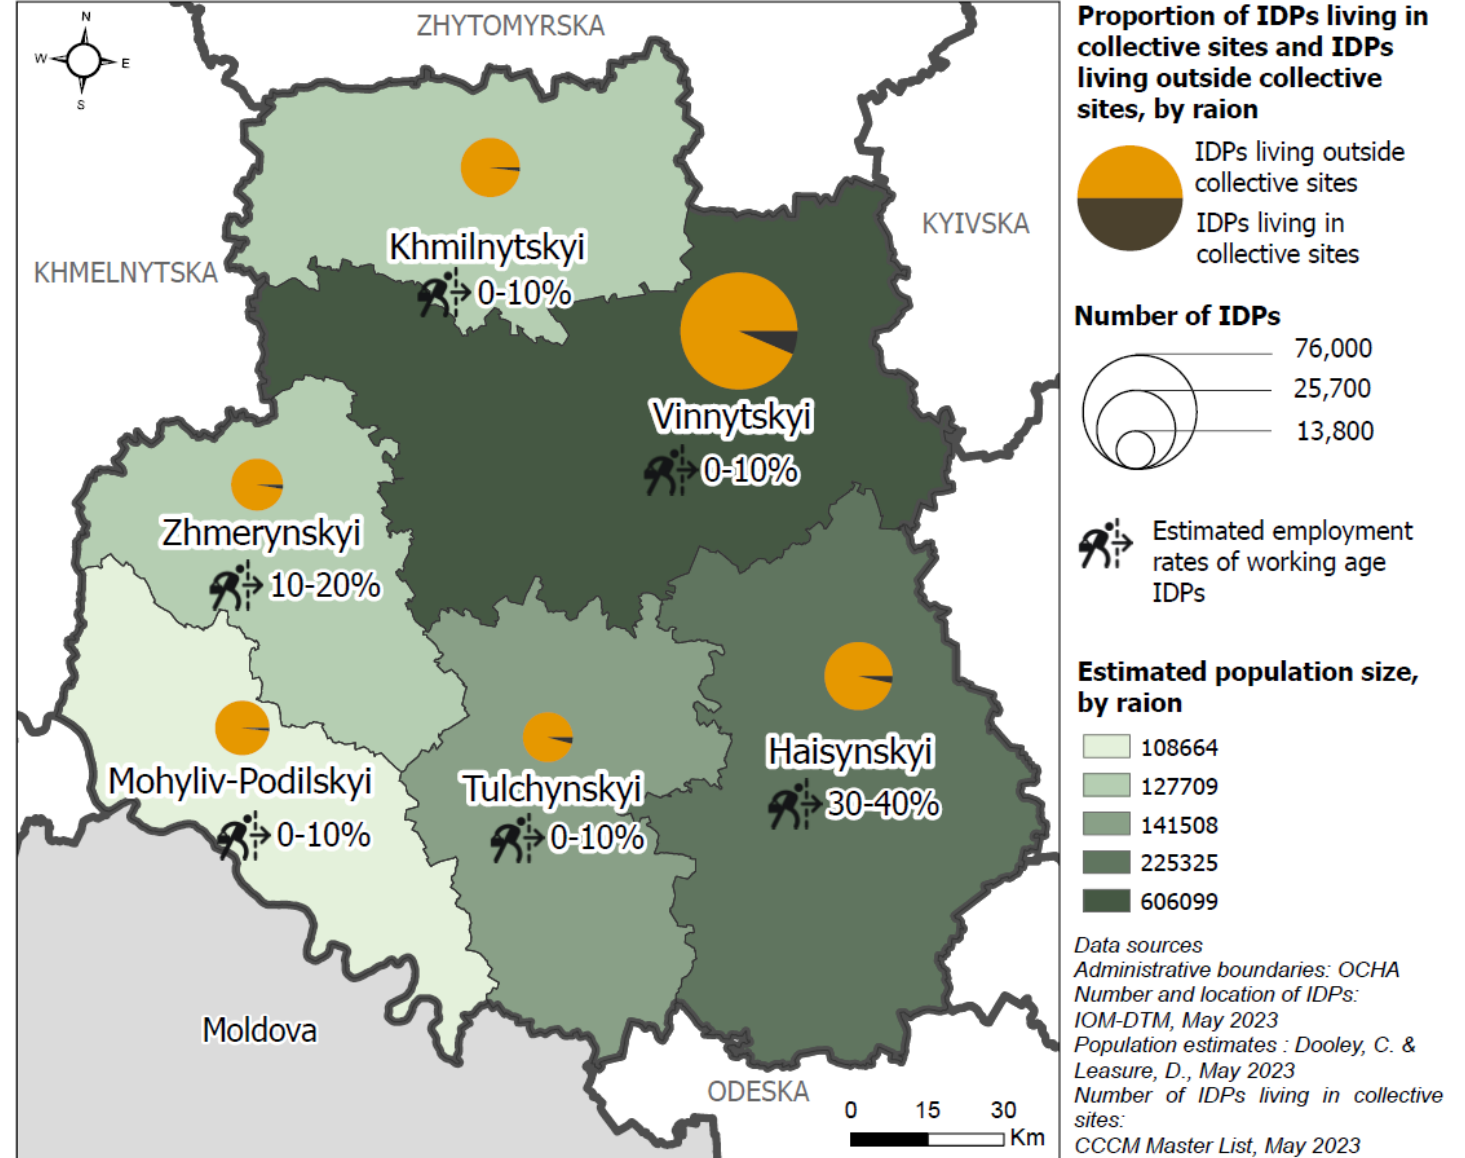 N
W
E
S
ZHYTOMYRSKA
KHMELNYTSKA
KYIVSKA
Khmilnytskyi
0-10%
Vinnytskyi
0-10%
Zhmerynskyi
10-20%
Mohyliv-Podilskyi
0-10%
Tulchynskyi
0-10%
Haisynskyi
30-40%
Moldova
ODESKA
0 15 30
Km
Proportion of IDPs living in
collective sites and IDPs
living outside collective
sites, by raion
IDPs living outside
collective sites
IDPs living in
collective sites
Number of IDPs
76,000
25,700
13,800
Estimated employment
rates of working age
IDPs
Estimated population size,
by raion
108664
127709
141508
225325
606099
Data sources
Administrative boundaries: OCHA
Number and location of IDPs:
IOM-DTM, May 2023
Population estimates : Dooley, C. &
Leasure, D., May 2023
Number of IDPs living in collective
sites:
CCCM Master List, May 2023